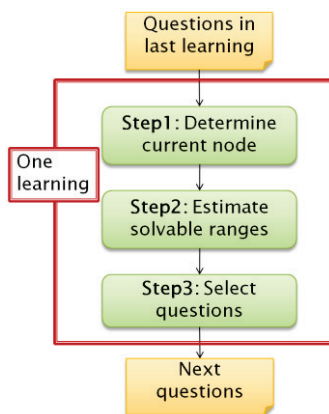 Questions in
last learning
One
learning
Step1: Determine
current node
Step2: Estimate
solvable ranges
Step3: Select
questions
Next
questions